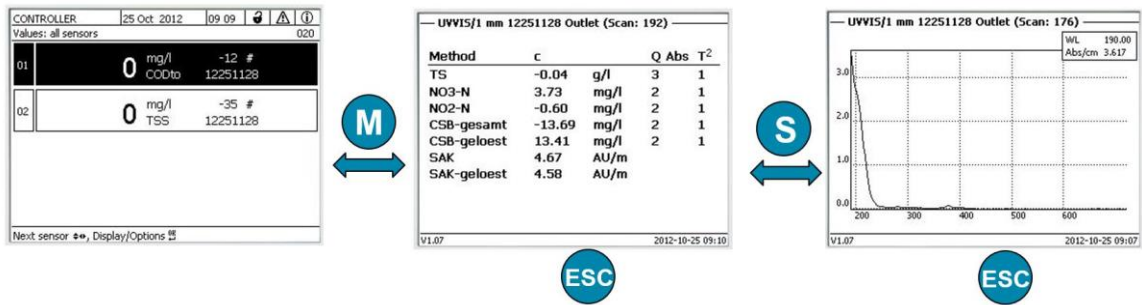 CONTROLLER 25 Oct 2012 09 09
Values: all sensors 020
01 0 mg/l -12 #
CODto 12251128
02 0 mg/l -35 #
TSS 12251128
Next sensor, Display/Options
M
UVVIS/1 mm 12251128 Outlet (Scan: 192)
Method c Q Abs T²
TS -0.04 g/l 3 1
NO3-N 3.73 mg/l 2 1
NO2-N -0.60 mg/l 2 1
CSB-gesamt -13.69 mg/l 2 1
CSB-geloest 13.41 mg/l 2 1
SAK 4.67 AU/m
SAK-geloest 4.58 AU/m
V1.07 2012-10-25 09:10
ESC
S
UVVIS/1 mm 12251128 Outlet (Scan: 176)
WL 190.00
Abs/cm 3.617
3.0
2.0
1.0
0.0
200 300 400 500 600
V1.07 2012-10-25 09:07
ESC